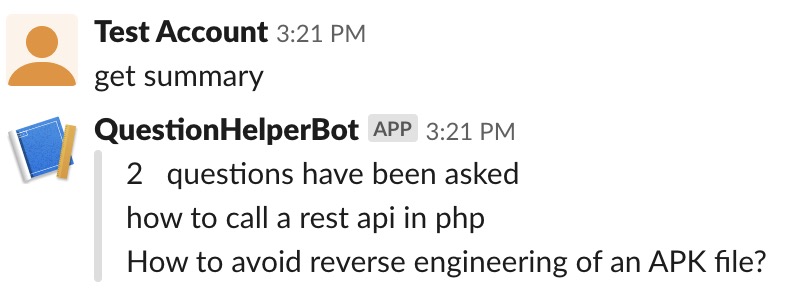 Test Account 3:21 PM
get summary
QuestionHelperBot APP 3:21 PM
2 questions have been asked
how to call a rest api in php
How to avoid reverse engineering of an APK file?